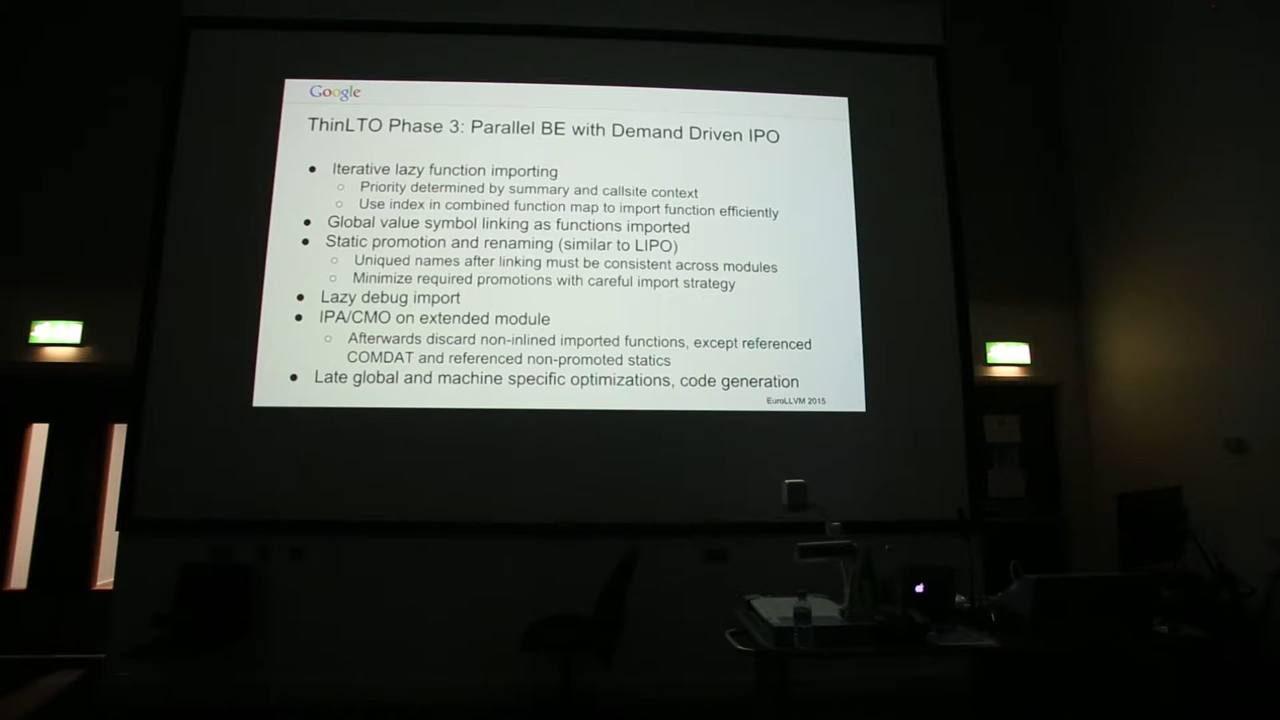 Google
ThinLTO Phase 3: Parallel BE with Demand Driven IPO
● Iterative lazy function importing
○ Priority determined by summary and callsite context
○ Use index in combined function map to import function efficiently
● Global value symbol linking as functions imported
● Static promotion and renaming (similar to LIPO)
○ Uniqued names after linking must be consistent across modules
○ Minimize required promotions with careful import strategy
● Lazy debug import
● IPA/CMO on extended module
○ Afterwards discard non-inlined imported functions, except referenced
COMDAT and referenced non-promoted statics
● Late global and machine specific optimizations, code generation
EuroLLVM 2015